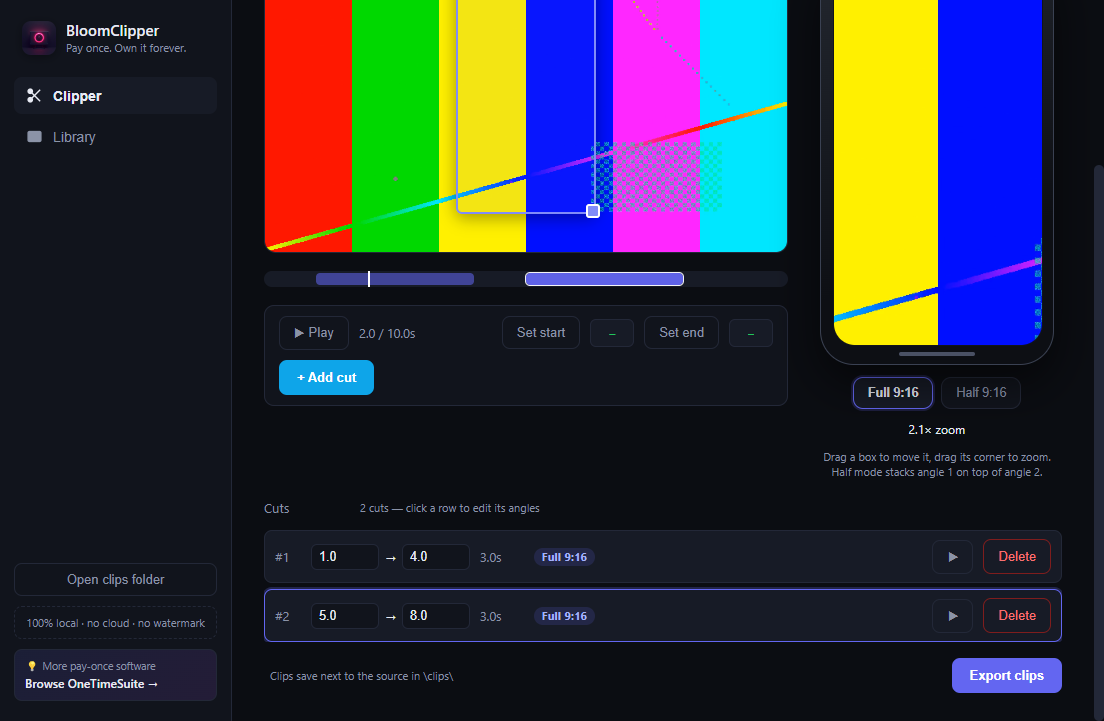 BloomClipper
Pay once. Own it forever.
Clipper
Library
Open clips folder
100% local · no cloud · no watermark
💡 More pay-once software
Browse OneTimeSuite →
▶ Play
2.0 / 10.0s
Set start
–
Set end
–
+ Add cut
Full 9:16
Half 9:16
2.1× zoom
Drag a box to move it, drag its corner to zoom.
Half mode stacks angle 1 on top of angle 2.
Cuts
2 cuts — click a row to edit its angles
#1 1.0 → 4.0 3.0s Full 9:16 ▶ Delete
#2 5.0 → 8.0 3.0s Full 9:16 ▶ Delete
Clips save next to the source in \clips\
Export clips